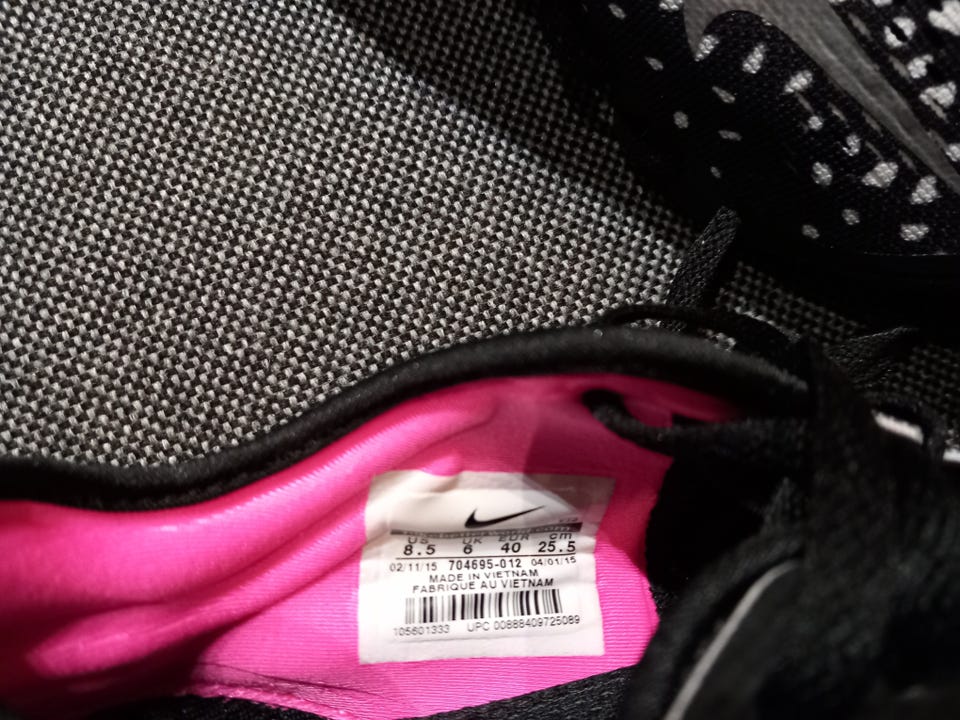 US UK EUR cm
8.5 6 40 25.5
02/11/15 704695-012 04/01/15
MADE IN VIETNAM
FABRIQUE AU VIETNAM
105601333 UPC 00888409725089